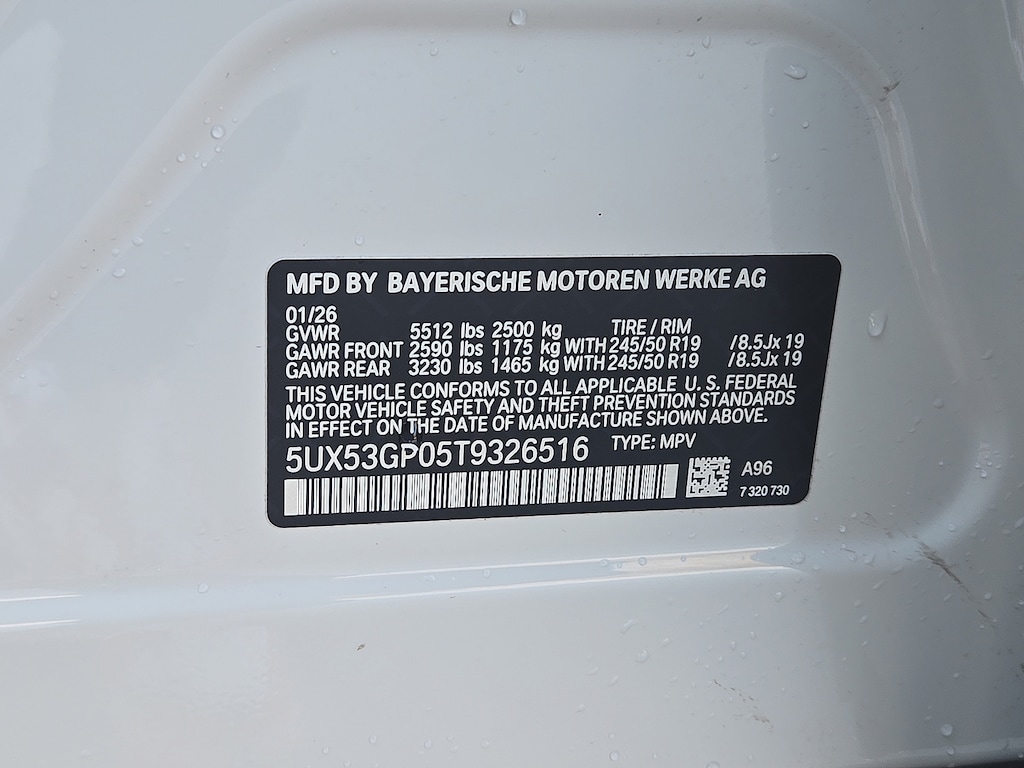 MFD BY BAYERISCHE MOTOREN WERKE AG
01/26
GVWR 5512 lbs 2500 kg TIRE / RIM
GAWR FRONT 2590 lbs 1175 kg WITH 245/50 R19 /8.5Jx 19
GAWR REAR 3230 lbs 1465 kg WITH 245/50 R19 /8.5Jx 19
THIS VEHICLE CONFORMS TO ALL APPLICABLE U. S. FEDERAL
MOTOR VEHICLE SAFETY AND THEFT PREVENTION STANDARDS
IN EFFECT ON THE DATE OF MANUFACTURE SHOWN ABOVE.
5UX53GP05T9326516 TYPE: MPV
A96
7 320 730